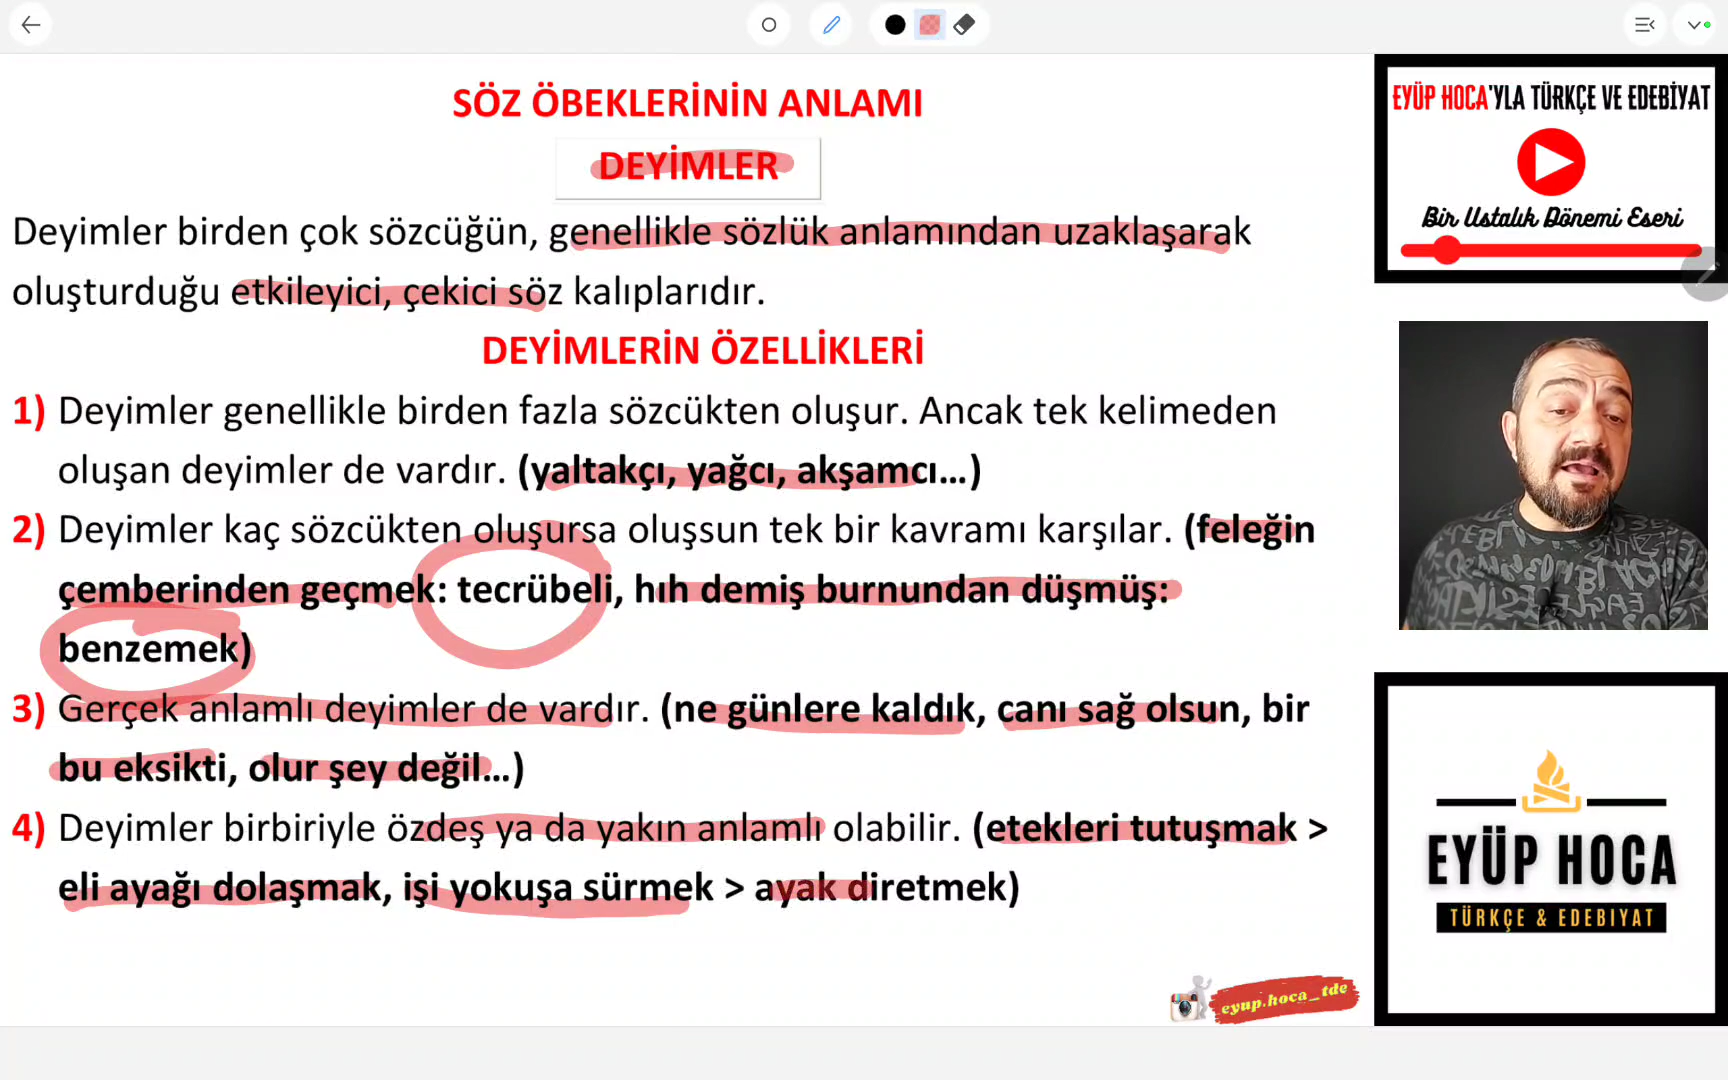 SÖZ ÖBEKLERİNİN ANLAMI
DEYİMLER
Deyimler birden çok sözcüğün, genellikle sözlük anlamından uzaklaşarak
oluşturduğu etkileyici, çekici söz kalıplarıdır.
DEYİMLERİN ÖZELLİKLERİ
1) Deyimler genellikle birden fazla sözcükten oluşur. Ancak tek kelimeden
oluşan deyimler de vardır. (yaltakçı, yağcı, akşamcı...)
2) Deyimler kaç sözcükten oluşursa oluşsun tek bir kavramı karşılar. (feleğin
çemberinden geçmek: tecrübeli, hıh demiş burnundan düşmüş:
benzemek)
3) Gerçek anlamlı deyimler de vardır. (ne günlere kaldık, canı sağ olsun, bir
bu eksikti, olur şey değil...)
4) Deyimler birbiriyle özdeş ya da yakın anlamlı olabilir. (etekleri tutuşmak >
eli ayağı dolaşmak, işi yokuşa sürmek > ayak diretmek)
EYÜP HOCA'YLA TÜRKÇE VE EDEBİYAT
Bir Ustalık Dönemi Eseri
EYÜP HOCA
TÜRKÇE & EDEBIYAT
eyup.hoca_tde